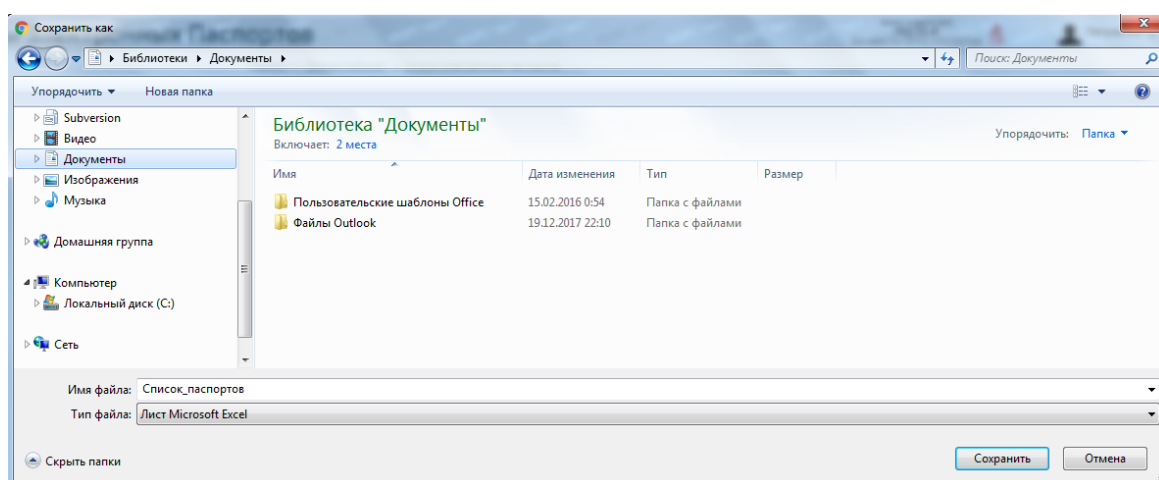 Сохранить как
Библиотеки Документы
Поиск: Документы
Упорядочить
Новая папка
Subversion
Видео
Документы
Изображения
Музыка
Домашняя группа
Компьютер
Локальный диск (C:)
Сеть
Библиотека "Документы"
Включает: 2 места
Упорядочить: Папка
Имя Дата изменения Тип Размер
Пользовательские шаблоны Office 15.02.2016 0:54 Папка с файлами
Файлы Outlook 19.12.2017 22:10 Папка с файлами
Имя файла: Список_паспортов
Тип файла: Лист Microsoft Excel
Скрыть папки
Сохранить
Отмена